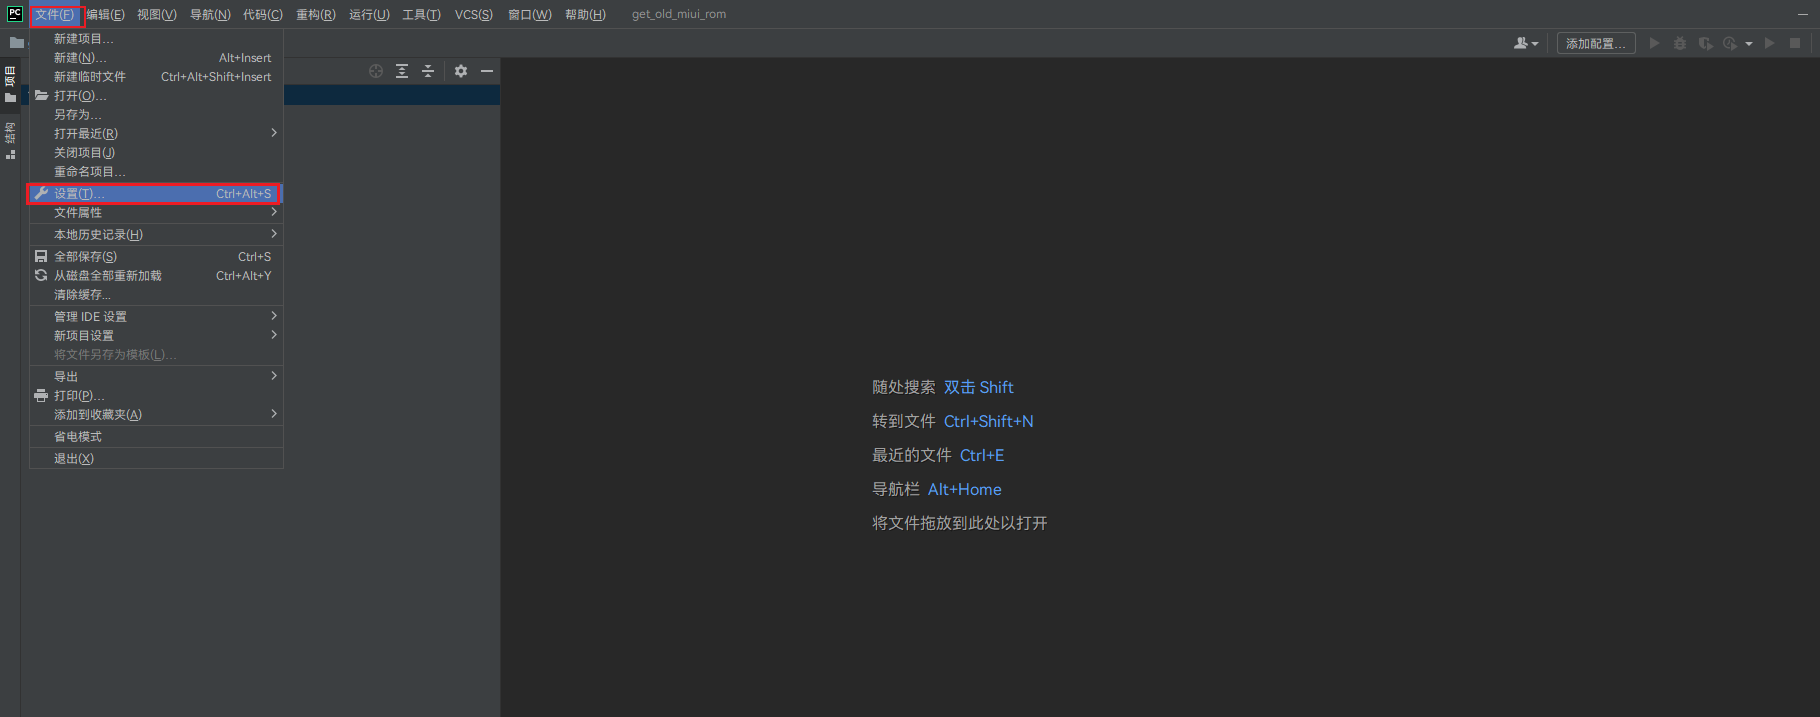 PC 文件(F) 编辑(E) 视图(V) 导航(N) 代码(C) 重构(R) 运行(U) 工具(T) VCS(S) 窗口(W) 帮助(H) get_old_miui_rom
添加配置...
项目
结构
新建项目...
新建(N)... Alt+Insert
新建临时文件 Ctrl+Alt+Shift+Insert
打开(O)...
另存为...
打开最近(R)
关闭项目(J)
重命名项目...
设置(T)... Ctrl+Alt+S
文件属性
本地历史记录(H)
全部保存(S) Ctrl+S
从磁盘全部重新加载 Ctrl+Alt+Y
清除缓存...
管理 IDE 设置
新项目设置
将文件另存为模板(L)...
导出
打印(P)...
添加到收藏夹(A)
省电模式
退出(X)
随处搜索 双击 Shift
转到文件 Ctrl+Shift+N
最近的文件 Ctrl+E
导航栏 Alt+Home
将文件拖放到此处以打开